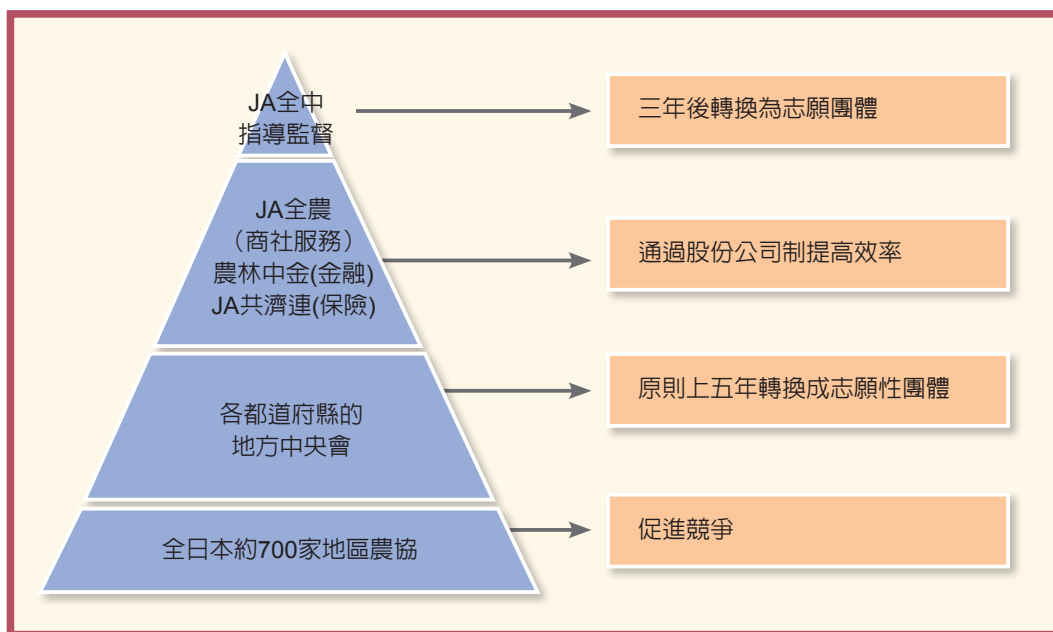 JA全中
指導監督
三年後轉換為志願團體
JA全農
（商社服務）
農林中金(金融)
JA共濟連(保險)
通過股份公司制提高效率
各都道府縣的
地方中央會
原則上五年轉換成志願性團體
全日本約700家地區農協
促進競爭